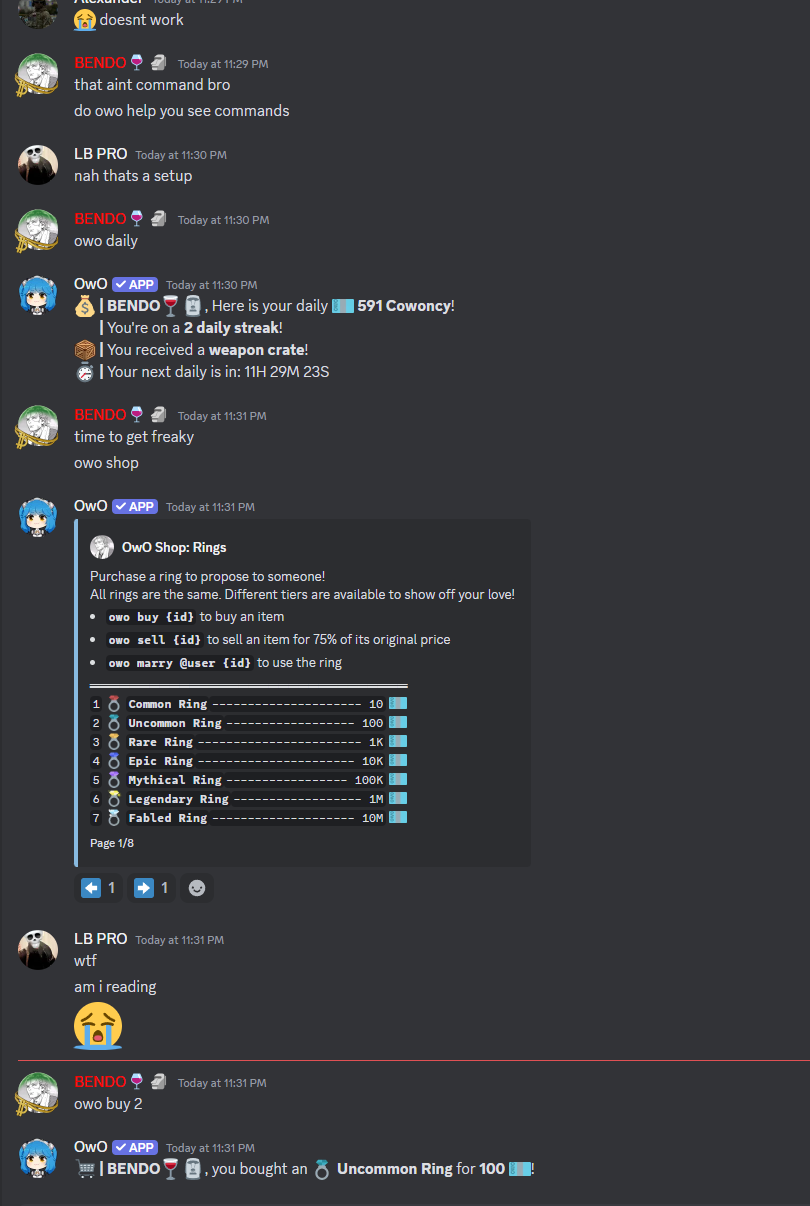 Alexander Today at 11:29 PM
😭 doesnt work
BENDO🍷 🗿 Today at 11:29 PM
that aint command bro
do owo help you see commands
LB PRO Today at 11:30 PM
nah thats a setup
BENDO🍷 🗿 Today at 11:30 PM
owo daily
OwO ✓ APP Today at 11:30 PM
💰 | BENDO🍷 🗿 , Here is your daily 591 Cowoncy!
| You're on a 2 daily streak!
| You received a weapon crate!
⏱ | Your next daily is in: 11H 29M 23S
BENDO🍷 🗿 Today at 11:31 PM
time to get freaky
owo shop
OwO ✓ APP Today at 11:31 PM
OwO Shop: Rings
Purchase a ring to propose to someone!
All rings are the same. Different tiers are available to show off your love!
• owo buy {id} to buy an item
• owo sell {id} to sell an item for 75% of its original price
• owo marry @user {id} to use the ring
═════════════════════════════════
1 Common Ring --------------------- 10
2 Uncommon Ring ------------------ 100
3 Rare Ring ----------------------- 1K
4 Epic Ring ---------------------- 10K
5 Mythical Ring ----------------- 100K
6 Legendary Ring ------------------ 1M
7 Fabled Ring -------------------- 10M
Page 1/8
⬅ 1 ➡ 1
LB PRO Today at 11:31 PM
wtf
am i reading
😭
BENDO🍷 🗿 Today at 11:31 PM
owo buy 2
OwO ✓ APP Today at 11:31 PM
🛒 | BENDO🍷 🗿 , you bought an 💍 Uncommon Ring for 100 !